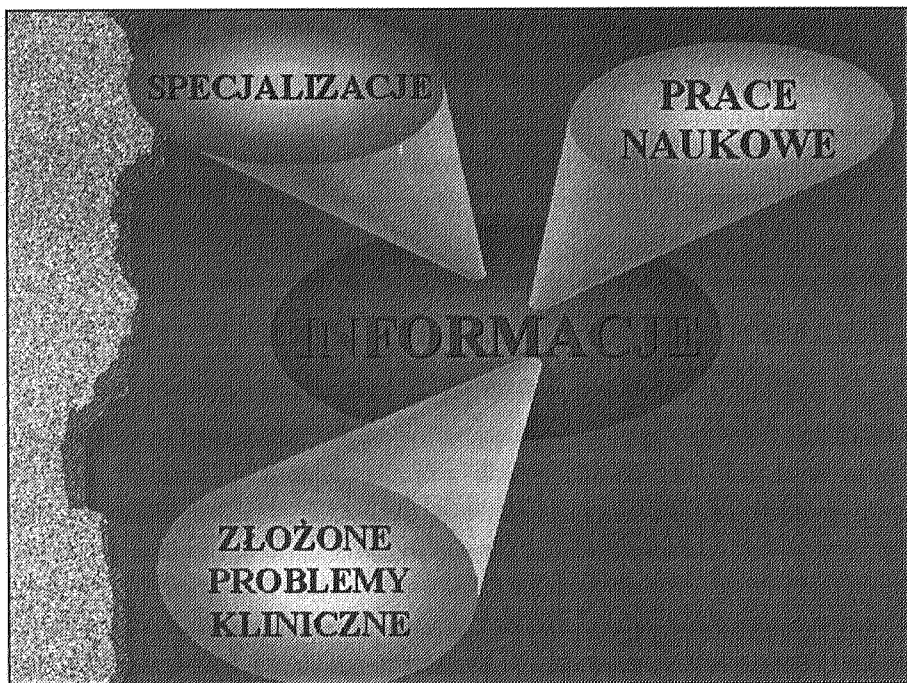 SPECJALIZACJE
PRACE
NAUKOWE
INFORMACJE
ZŁOŻONE
PROBLEMY
KLINICZNE